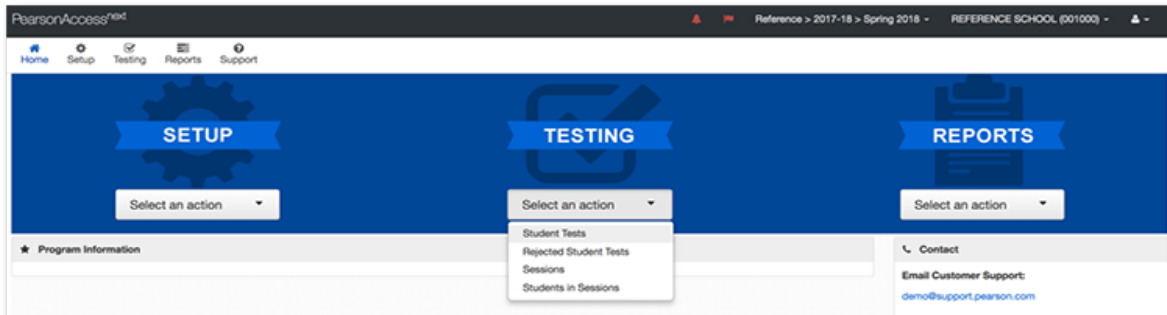 PearsonAccessnext
Reference > 2017-18 > Spring 2018
REFERENCE SCHOOL (001000)
Home
Setup
Testing
Reports
Support
SETUP
TESTING
REPORTS
Select an action
Select an action
Select an action
Student Tests
Rejected Student Tests
Sessions
Students in Sessions
Program Information
Contact
Email Customer Support:
demo@support.pearson.com